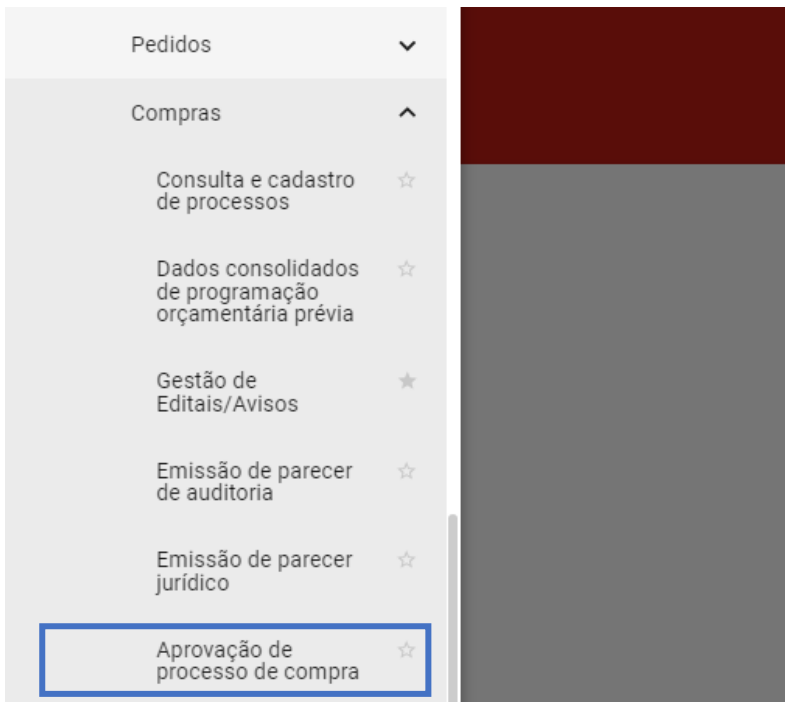 Pedidos
Compras
Consulta e cadastro
de processos
Dados consolidados
de programação
orçamentária prévia
Gestão de
Editais/Avisos
Emissão de parecer
de auditoria
Emissão de parecer
jurídico
Aprovação de
processo de compra